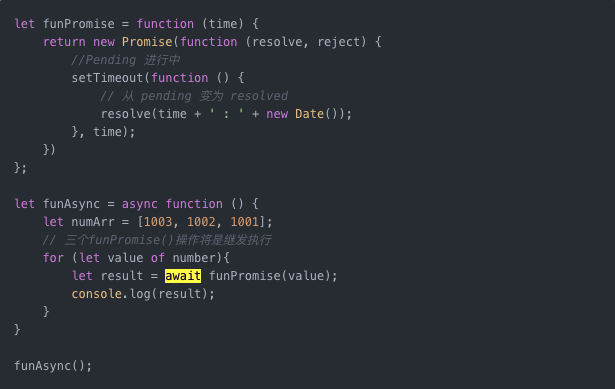 let funPromise = function (time) {
    return new Promise(function (resolve, reject) {
        //Pending 进行中
        setTimeout(function () {
            // 从 pending 变为 resolved
            resolve(time + ' : ' + new Date());
        }, time);
    })
};

let funAsync = async function () {
    let numArr = [1003, 1002, 1001];
    // 三个funPromise()操作将是继发执行
    for (let value of number){
        let result = await funPromise(value);
        console.log(result);
    }
}

funAsync();